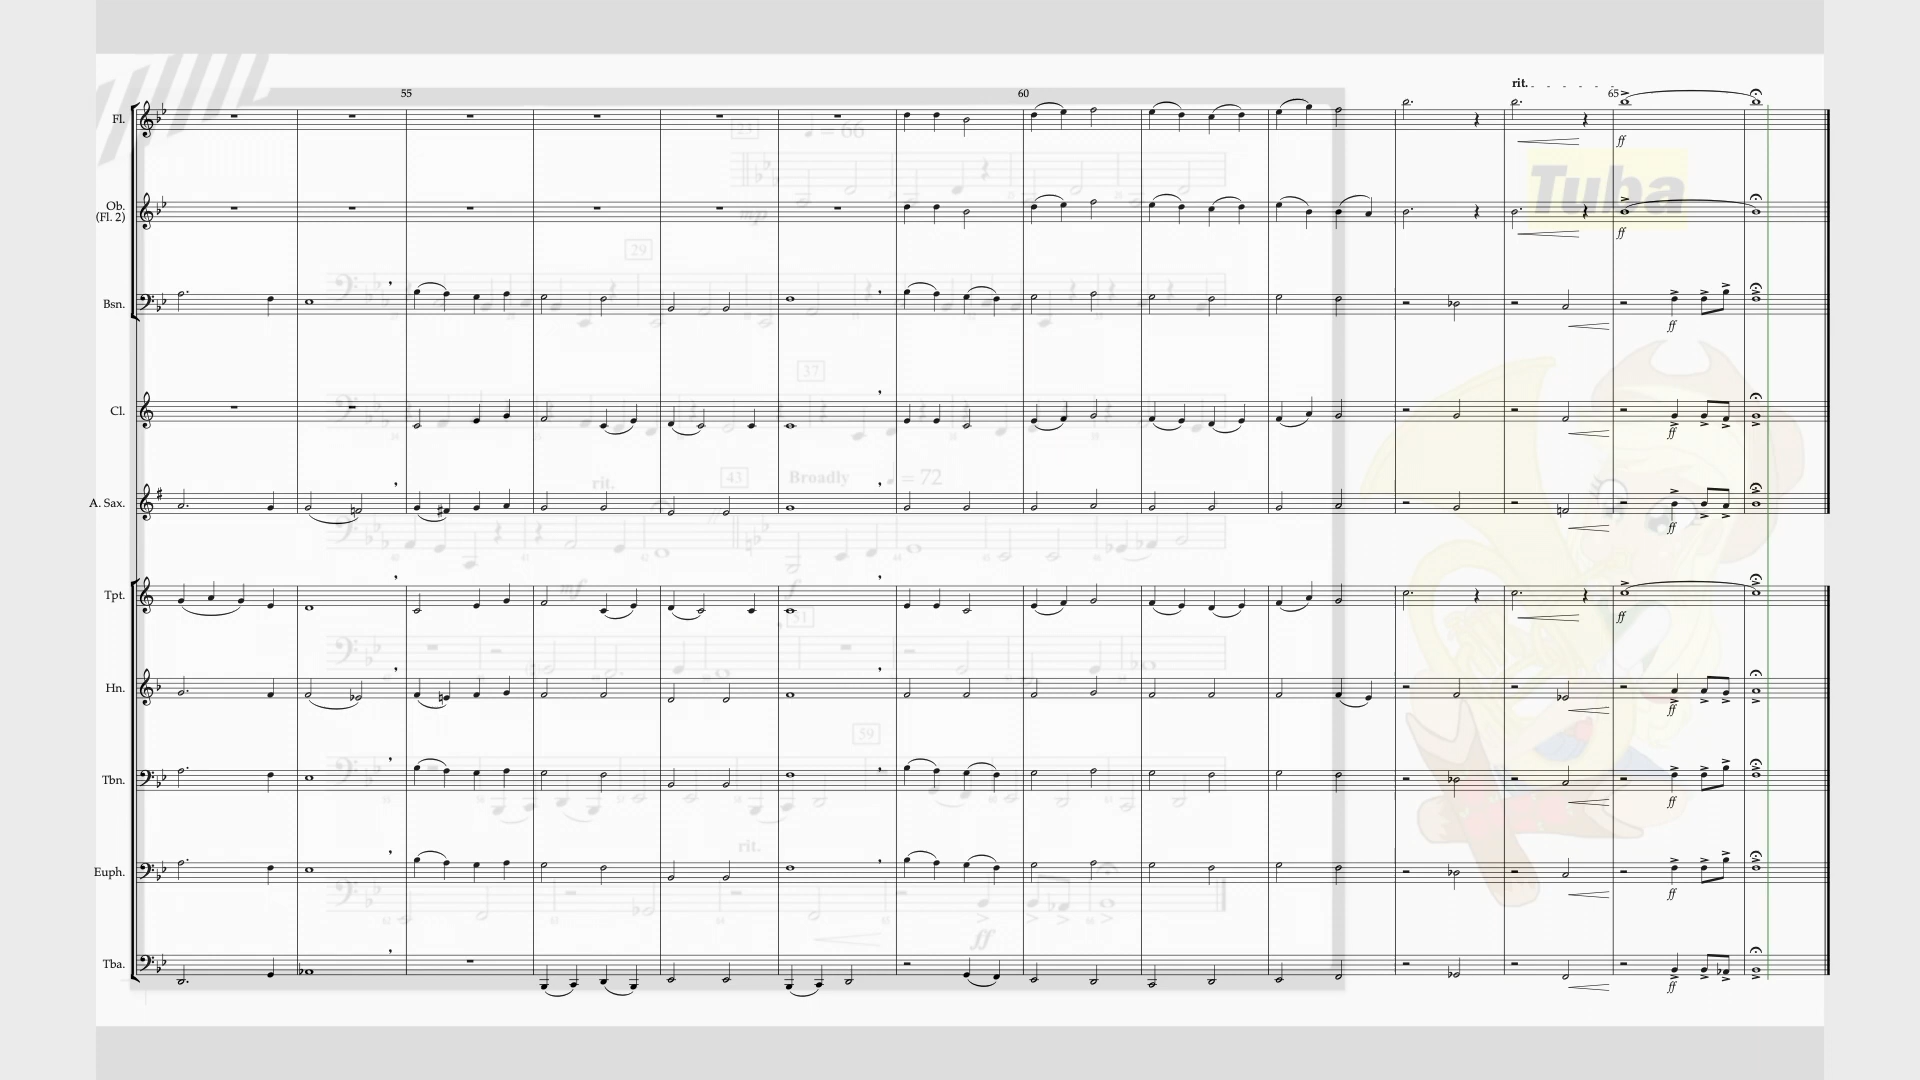 rit.
55
60
65
Fl.
ff
23
= 66
Tuba
Ob.
(Fl. 2)
ff
mp
29
Bsn.
ff
37
Cl.
ff
rit.
43
Broadly
= 72
A. Sax.
ff
mf
f
Tpt.
ff
51
Hn.
ff
59
Tbn.
ff
rit.
Euph.
ff
ff
Tba.
ff